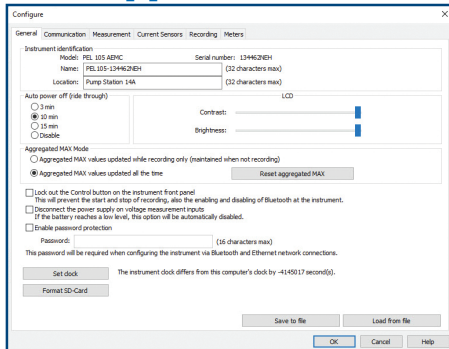 Configure
General Communication Measurement Current Sensors Recording Meters
Instrument identification
Model: PEL 105 AEMC Serial number: 134462NEH
Name: PEL105-134462NEH (32 characters max)
Location: Pump Station 14A (32 characters max)
Auto power off (ride through)
3 min
10 min
15 min
Disable
LCD
Contrast:
Brightness:
Aggregated MAX Mode
Aggregated MAX values updated while recording only (maintained when not recording)
Aggregated MAX values updated all the time Reset aggregated MAX
Lock out the Control button on the instrument front panel
This will prevent the start and stop of recording, also the enabling and disabling of Bluetooth at the instrument.
Disconnect the power supply on voltage measurement inputs
If the battery reaches a low level, this option will be automatically disabled.
Enable password protection
Password: (16 characters max)
This password will be required when configuring the instrument via Bluetooth and Ethernet network connections.
Set clock The instrument clock differs from this computer's clock by -4145017 second(s).
Format SD-Card
Save to file Load from file
OK Cancel Help